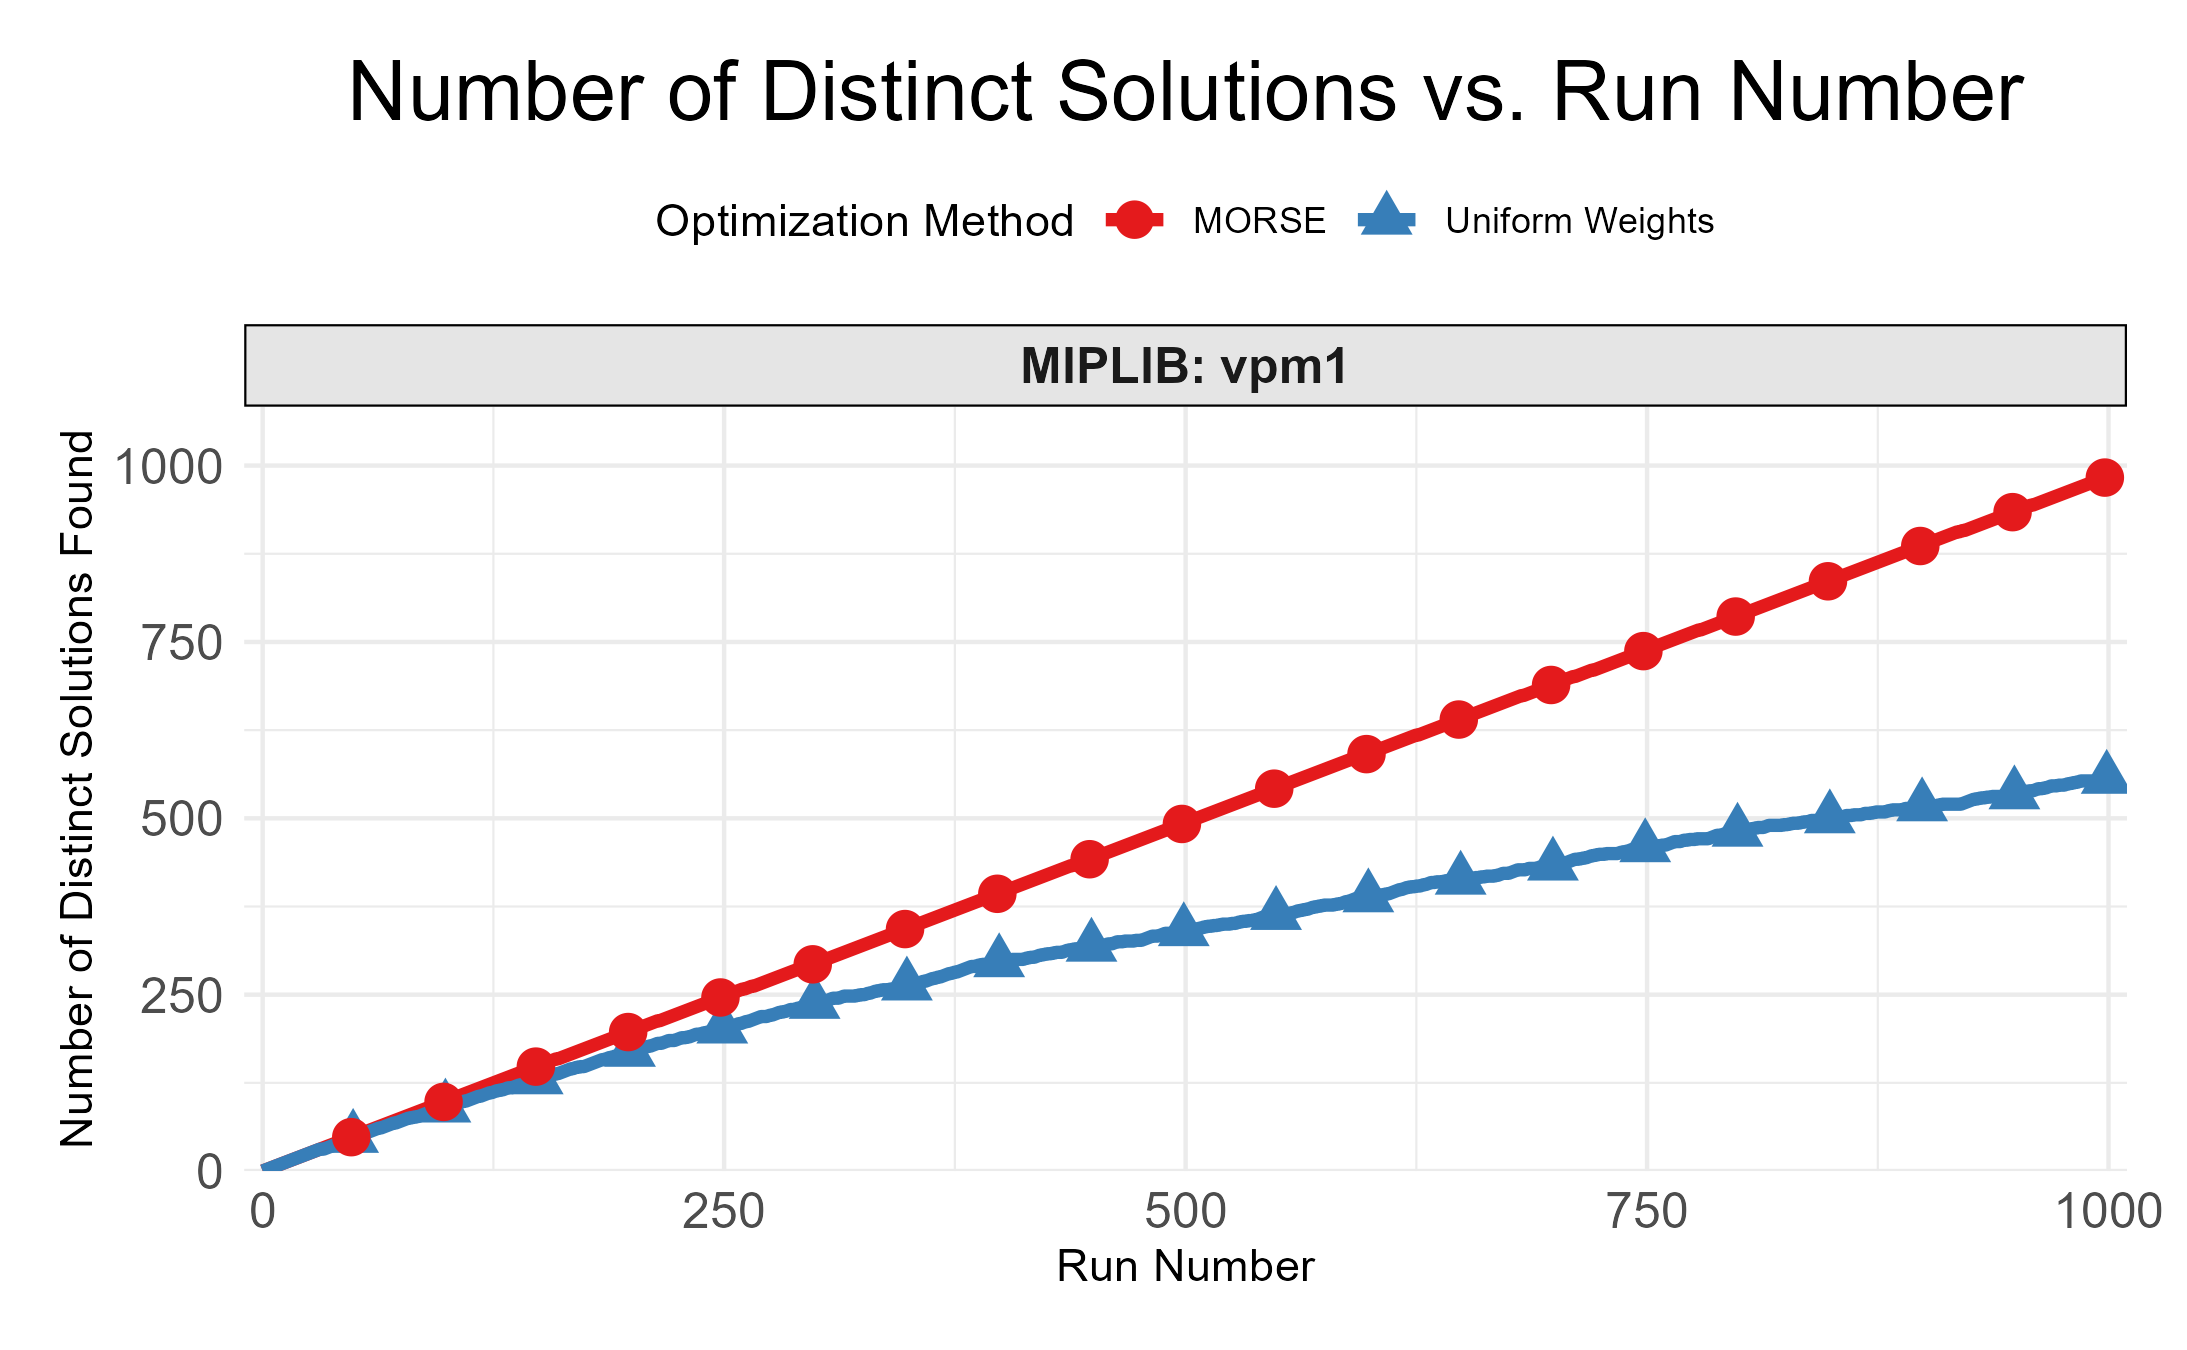 Number of Distinct Solutions vs. Run Number
Optimization Method MORSE Uniform Weights
MIPLIB: vpm1
Number of Distinct Solutions Found
1000
750
500
250
0
0 250 500 750 1000
Run Number